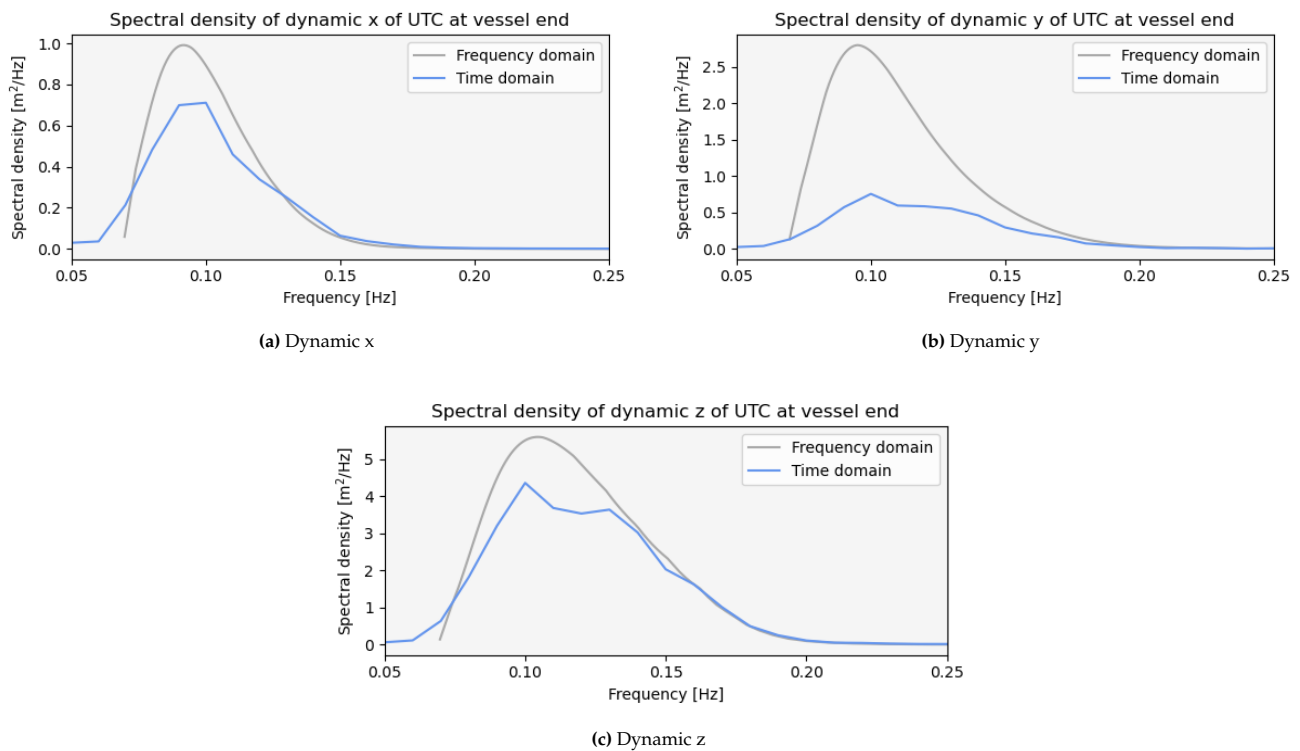 Spectral density of dynamic x of UTC at vessel end
Spectral density [m²/Hz]
1.0
0.8
0.6
0.4
0.2
0.0
Frequency domain
Time domain
0.05 0.10 0.15 0.20 0.25
Frequency [Hz]
(a) Dynamic x
Spectral density of dynamic y of UTC at vessel end
Spectral density [m²/Hz]
2.5
2.0
1.5
1.0
0.5
0.0
Frequency domain
Time domain
0.05 0.10 0.15 0.20 0.25
Frequency [Hz]
(b) Dynamic y
Spectral density of dynamic z of UTC at vessel end
Spectral density [m²/Hz]
5
4
3
2
1
0
Frequency domain
Time domain
0.05 0.10 0.15 0.20 0.25
Frequency [Hz]
(c) Dynamic z